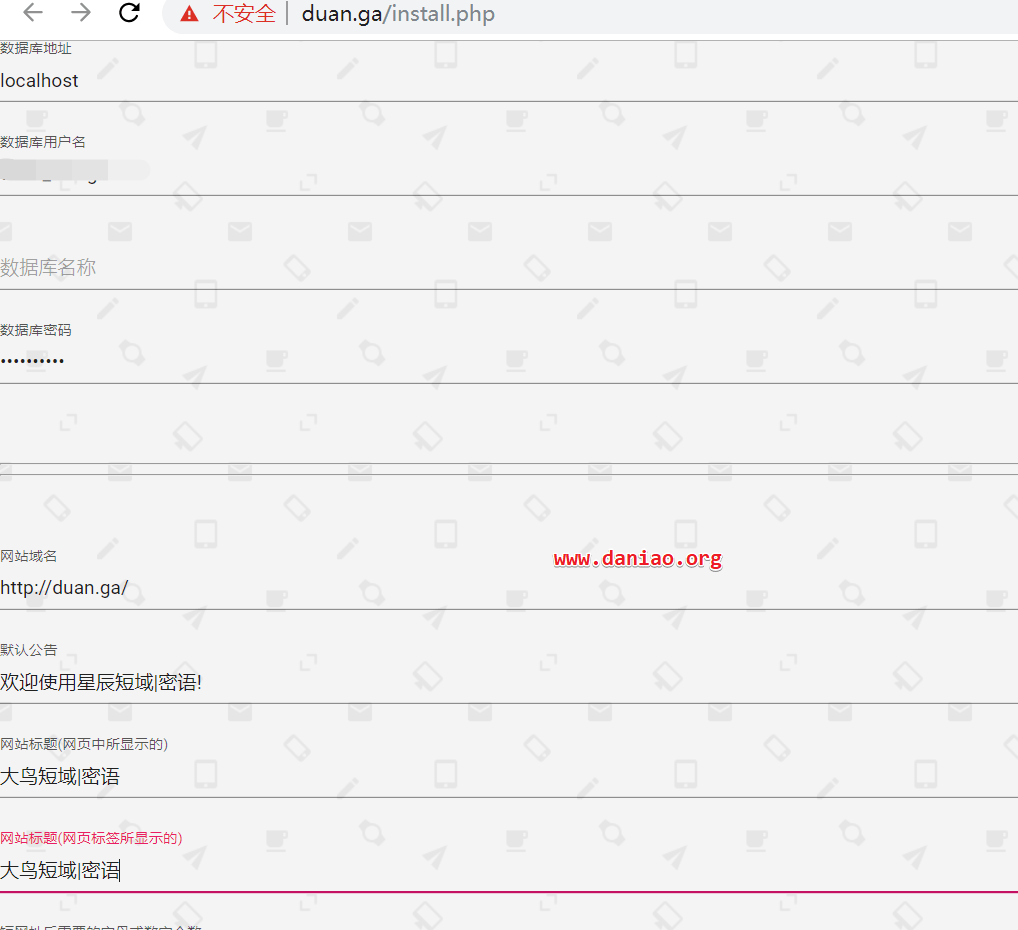 不安全 duan.ga/install.php
数据库地址
localhost
数据库用户名
数据库名称
数据库密码
网站域名
www.daniao.org
http://duan.ga/
默认公告
欢迎使用星辰短域|密语!
网站标题(网页中所显示的)
大鸟短域|密语
网站标题(网页标签所显示的)
大鸟短域|密语